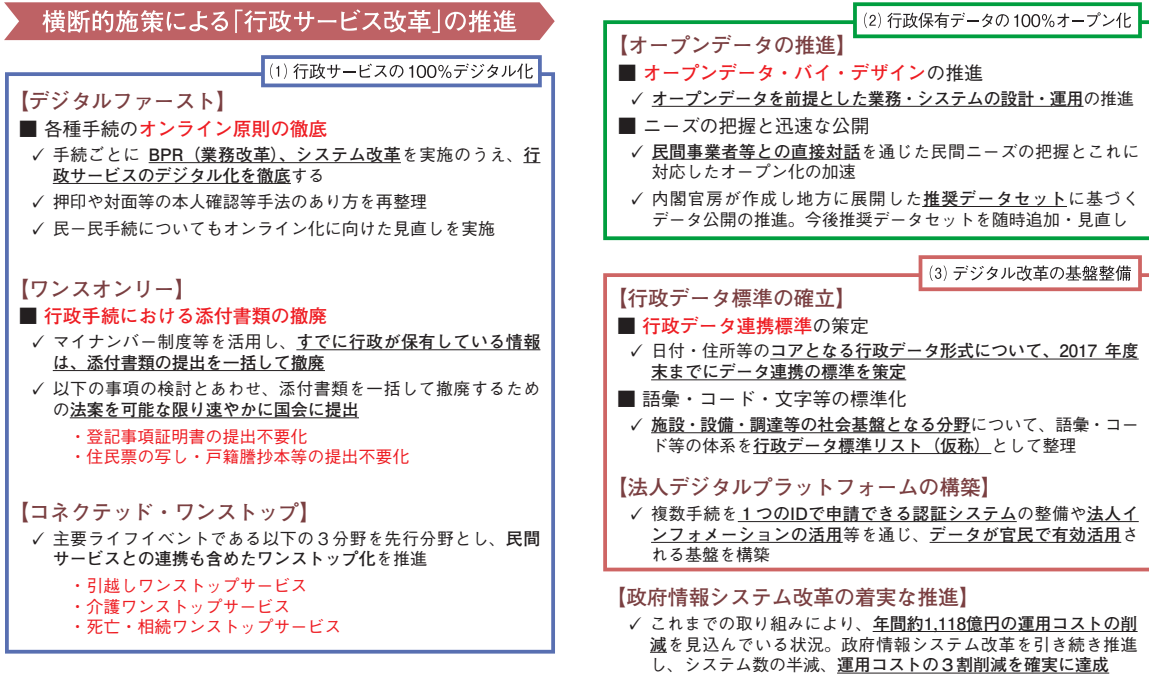 横断的施策による「行政サービス改革」の推進
(1) 行政サービスの100%デジタル化
【デジタルファースト】
■ 各種手続のオンライン原則の徹底
✓ 手続ごとに BPR（業務改革）、システム改革を実施のうえ、行
政サービスのデジタル化を徹底する
✓ 押印や対面等の本人確認等手法のあり方を再整理
✓ 民ー民手続についてもオンライン化に向けた見直しを実施
【ワンスオンリー】
■ 行政手続における添付書類の撤廃
✓ マイナンバー制度等を活用し、すでに行政が保有している情報
は、添付書類の提出を一括して撤廃
✓ 以下の事項の検討とあわせ、添付書類を一括して撤廃するため
の法案を可能な限り速やかに国会に提出
・登記事項証明書の提出不要化
・住民票の写し・戸籍謄抄本等の提出不要化
【コネクテッド・ワンストップ】
✓ 主要ライフイベントである以下の３分野を先行分野とし、民間
サービスとの連携も含めたワンストップ化を推進
・引越しワンストップサービス
・介護ワンストップサービス
・死亡・相続ワンストップサービス
(2) 行政保有データの100%オープン化
【オープンデータの推進】
■ オープンデータ・バイ・デザインの推進
✓ オープンデータを前提とした業務・システムの設計・運用の推進
■ ニーズの把握と迅速な公開
✓ 民間事業者等との直接対話を通じた民間ニーズの把握とこれに
対応したオープン化の加速
✓ 内閣官房が作成し地方に展開した推奨データセットに基づく
データ公開の推進。今後推奨データセットを随時追加・見直し
(3) デジタル改革の基盤整備
【行政データ標準の確立】
■ 行政データ連携標準の策定
✓ 日付・住所等のコアとなる行政データ形式について、2017 年度
末までにデータ連携の標準を策定
■ 語彙・コード・文字等の標準化
✓ 施設・設備・調達等の社会基盤となる分野について、語彙・コー
ド等の体系を行政データ標準リスト（仮称）として整理
【法人デジタルプラットフォームの構築】
✓ 複数手続を１つのIDで申請できる認証システムの整備や法人イ
ンフォメーションの活用等を通じ、データが官民で有効活用さ
れる基盤を構築
【政府情報システム改革の着実な推進】
✓ これまでの取り組みにより、年間約1,118億円の運用コストの削
減を見込んでいる状況。政府情報システム改革を引き続き推進
し、システム数の半減、運用コストの３割削減を確実に達成